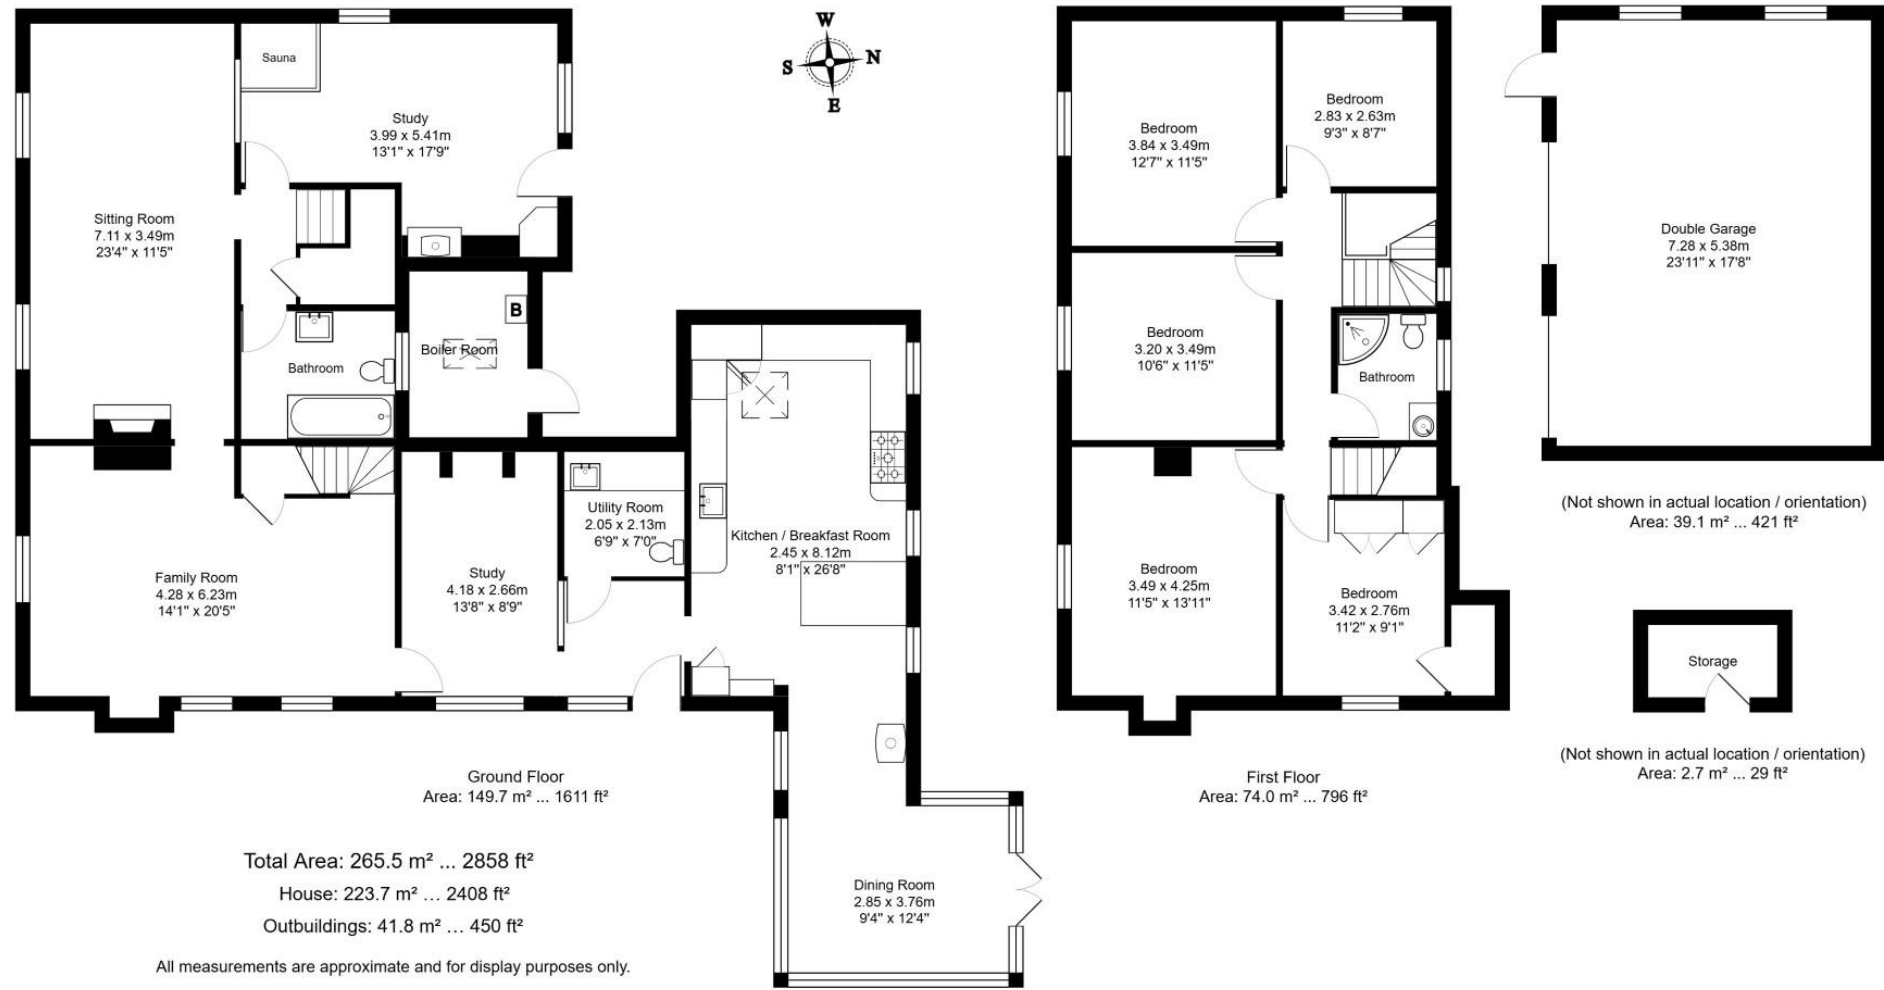 Sauna
Study
3.99 x 5.41m
13'1" x 17'9"
Sitting Room
7.11 x 3.49m
23'4" x 11'5"
Boiler Room
B
Bathroom
Family Room
4.28 x 6.23m
14'1" x 20'5"
Study
4.18 x 2.66m
13'8" x 8'9"
Utility Room
2.05 x 2.13m
6'9" x 7'0"
Kitchen / Breakfast Room
2.45 x 8.12m
8'1" x 26'8"
Dining Room
2.85 x 3.76m
9'4" x 12'4"
Ground Floor
Area: 149.7 m² ... 1611 ft²
W
S
N
E
Bedroom
3.84 x 3.49m
12'7" x 11'5"
Bedroom
2.83 x 2.63m
9'3" x 8'7"
Bedroom
3.20 x 3.49m
10'6" x 11'5"
Bathroom
Bedroom
3.49 x 4.25m
11'5" x 13'11"
Bedroom
3.42 x 2.76m
11'2" x 9'1"
First Floor
Area: 74.0 m² ... 796 ft²
Double Garage
7.28 x 5.38m
23'11" x 17'8"
(Not shown in actual location / orientation)
Area: 39.1 m² ... 421 ft²
Storage
(Not shown in actual location / orientation)
Area: 2.7 m² ... 29 ft²
Total Area: 265.5 m² ... 2858 ft²
House: 223.7 m² ... 2408 ft²
Outbuildings: 41.8 m² ... 450 ft²
All measurements are approximate and for display purposes only.